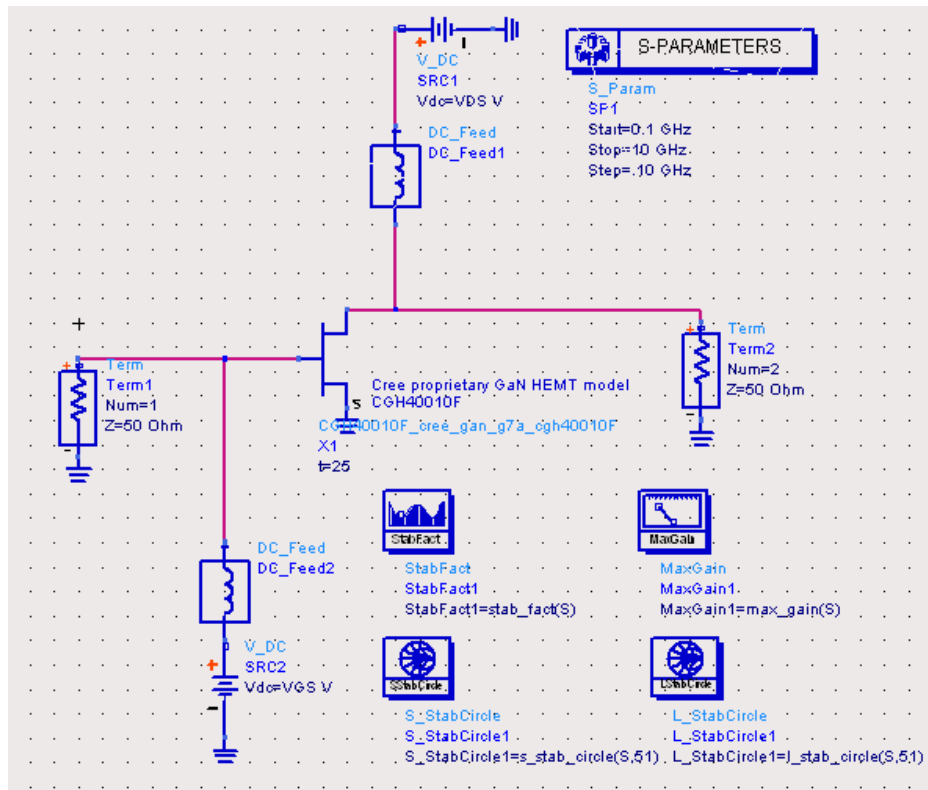 S-PARAMETERS
V_DC
SRC1
Vdc=VDS V
S_Param
SP1
Start=0.1 GHz
Stop=10 GHz
Step=.10 GHz
DC_Feed
DC_Feed1
Term
Term1
Num=1
Z=50 Ohm
Term
Term2
Num=2
Z=50 Ohm
S
Cree proprietary GaN HEMT model
CGH40010F
CGH40010F_cree_gan_g7a_cgh40010F
X1
t=25
StabFact
StabFact
StabFact1
StabFact1=stab_fact(S)
MaxGain
MaxGain
MaxGain1
MaxGain1=max_gain(S)
DC_Feed
DC_Feed2
V_DC
SRC2
Vdc=VGS V
SStabCircle
S_StabCircle
S_StabCircle1
S_StabCircle1=s_stab_circle(S,51)
LStabCircle
L_StabCircle
L_StabCircle1
L_StabCircle1=l_stab_circle(S,51)